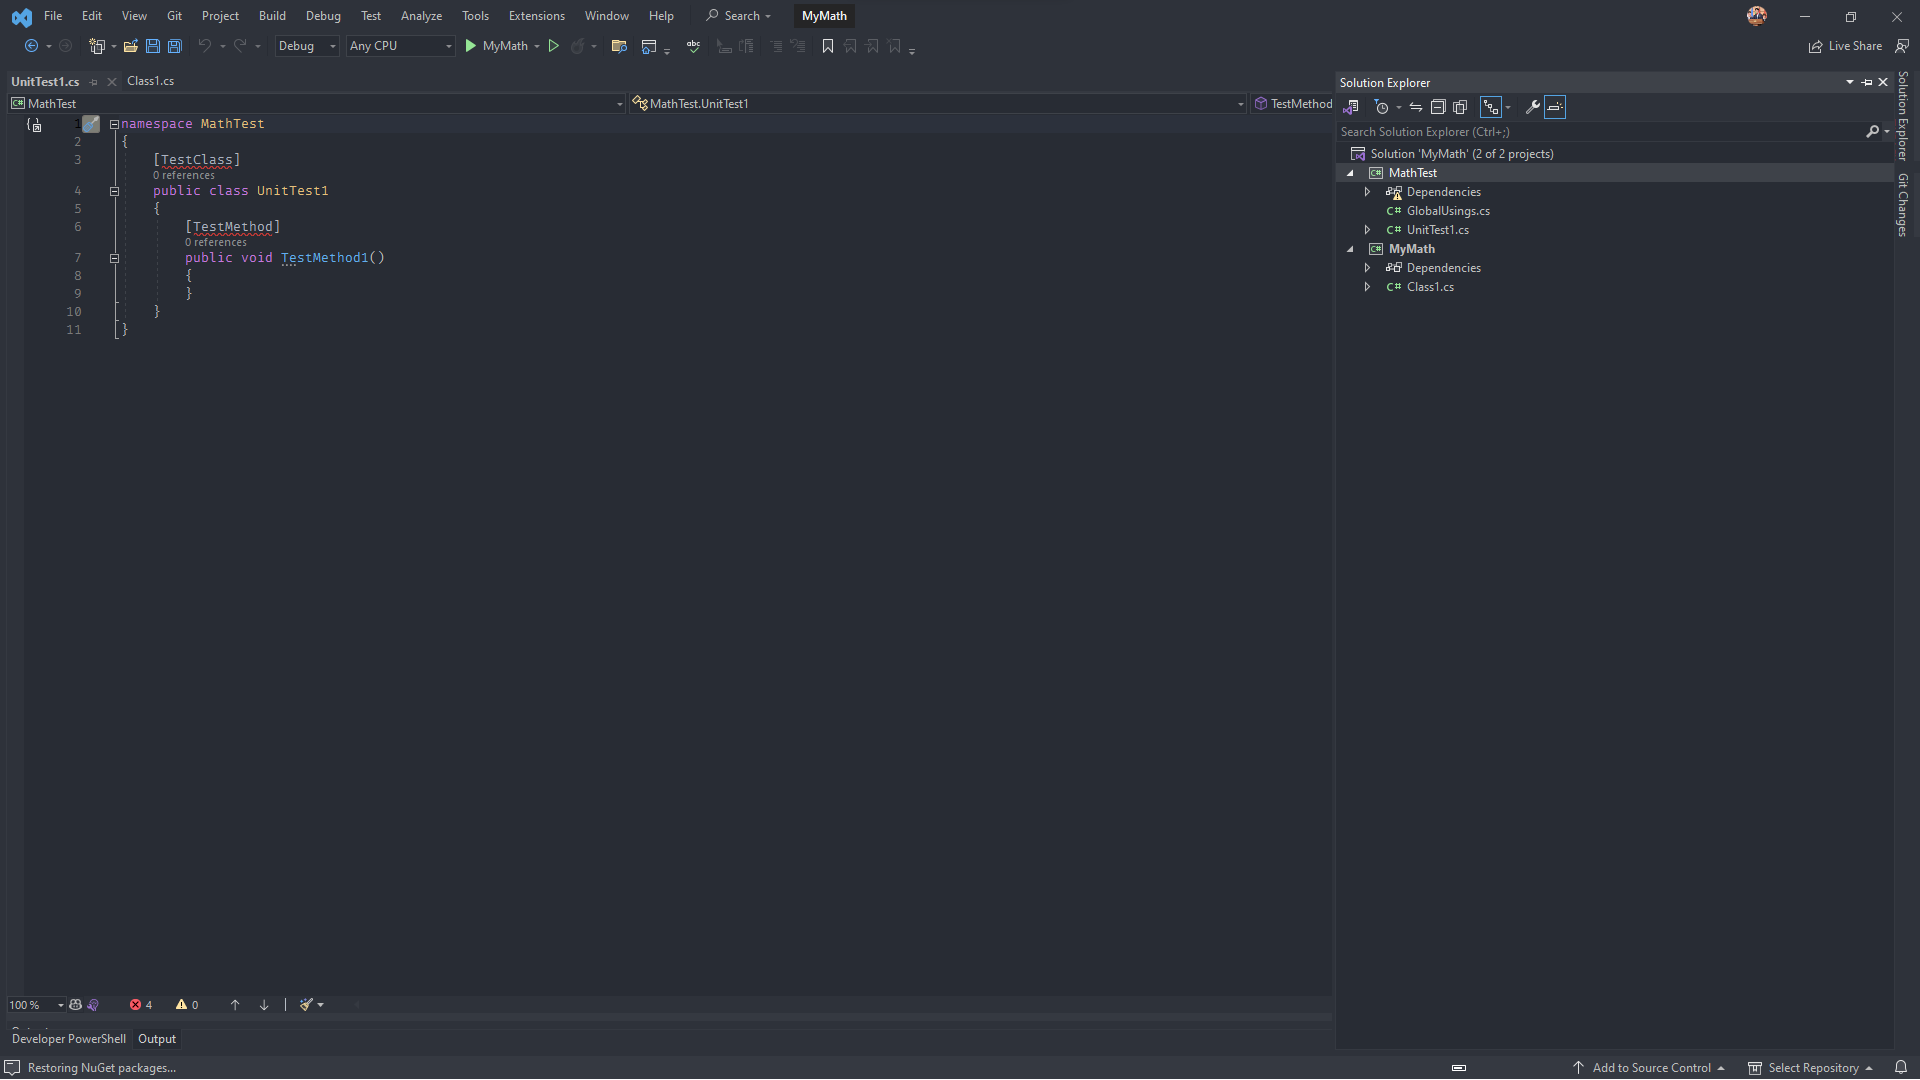 File Edit View Git Project Build Debug Test Analyze Tools Extensions Window Help Search MyMath
Debug Any CPU MyMath abc Live Share
UnitTest1.cs Class1.cs
MathTest MathTest.UnitTest1 TestMethod
1 namespace MathTest
2 {
3 [TestClass]
0 references
4 public class UnitTest1
5 {
6 [TestMethod]
0 references
7 public void TestMethod1()
8 {
9 }
10 }
11 }
100 % 4 0
Developer PowerShell Output
Restoring NuGet packages...
Solution Explorer
Search Solution Explorer (Ctrl+;)
Solution 'MyMath' (2 of 2 projects)
C# MathTest
Dependencies
C# GlobalUsings.cs
C# UnitTest1.cs
C# MyMath
Dependencies
C# Class1.cs
Solution Explorer
Git Changes
Add to Source Control Select Repository